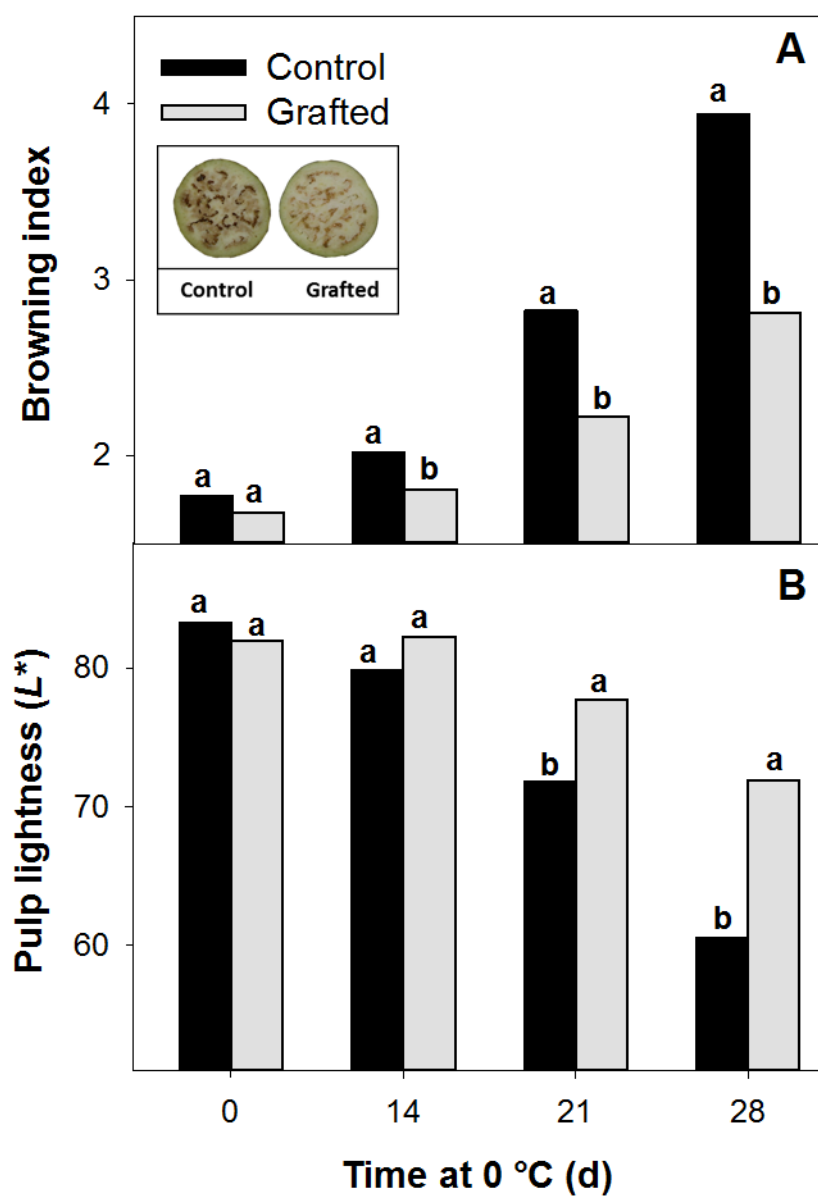 A
Control
Grafted
Control Grafted
Browning index
4
3
2
a a a b a b a b
B
Pulp lightness (L*)
80
70
60
a a a a b a b a
0 14 21 28
Time at 0 °C (d)